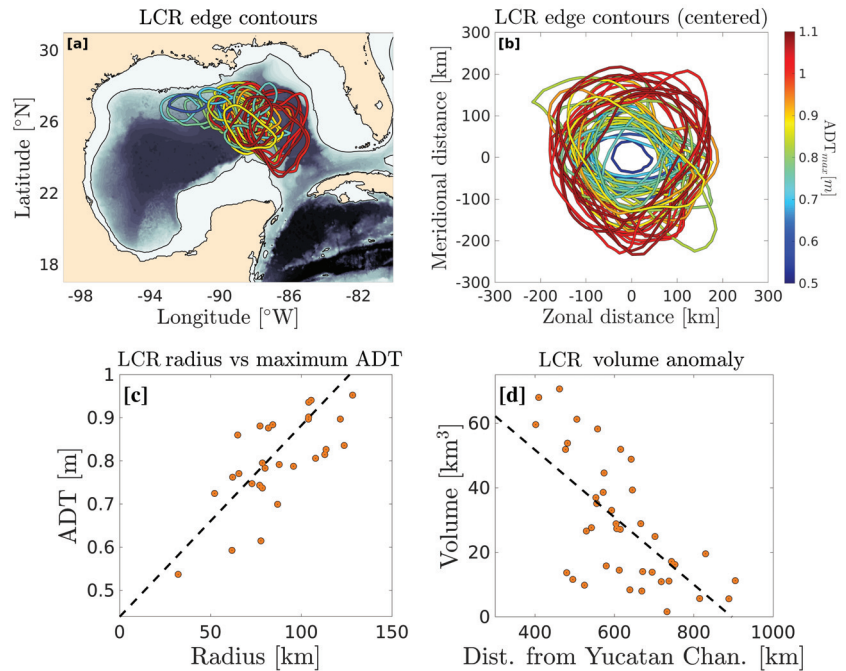 LCR edge contours
[a]
30
26
22
18
-98
-94
-90
-86
-82
Latitude [°N]
Longitude [°W]
LCR edge contours (centered)
[b]
300
200
100
0
-100
-200
-300
-300
-200
-100
0
100
200
300
Meridional distance [km]
Zonal distance [km]
1.1
1
0.9
0.8
0.7
0.6
0.5
ADTmax[m]
LCR radius vs maximum ADT
[c]
1
0.9
0.8
0.7
0.6
0.5
0
50
100
150
ADT [m]
Radius [km]
LCR volume anomaly
[d]
60
40
20
0
400
600
800
1000
Volume [km³]
Dist. from Yucatan Chan. [km]